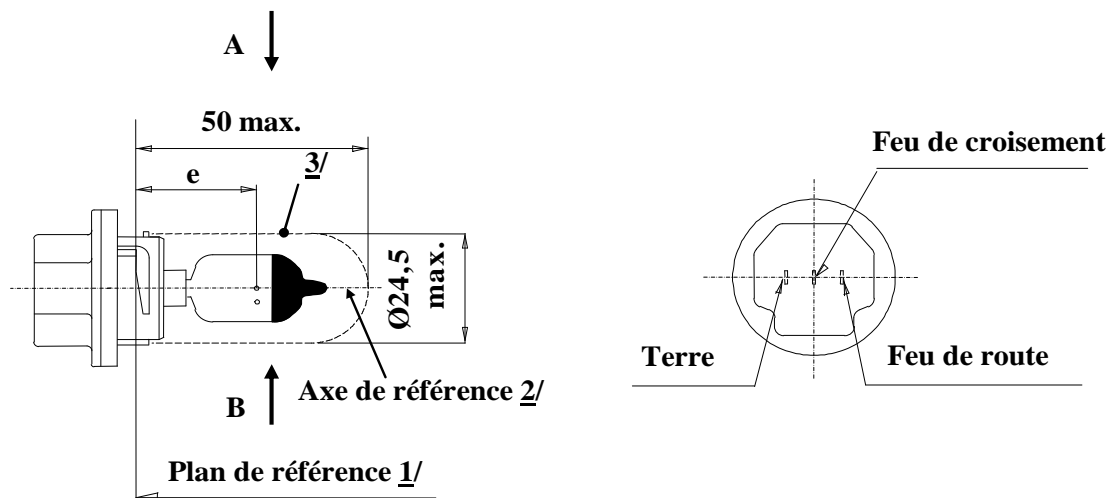 A
50 max.
3/
e
Ø24,5
max.
Axe de référence 2/
B
Plan de référence 1/
Feu de croisement
Terre
Feu de route